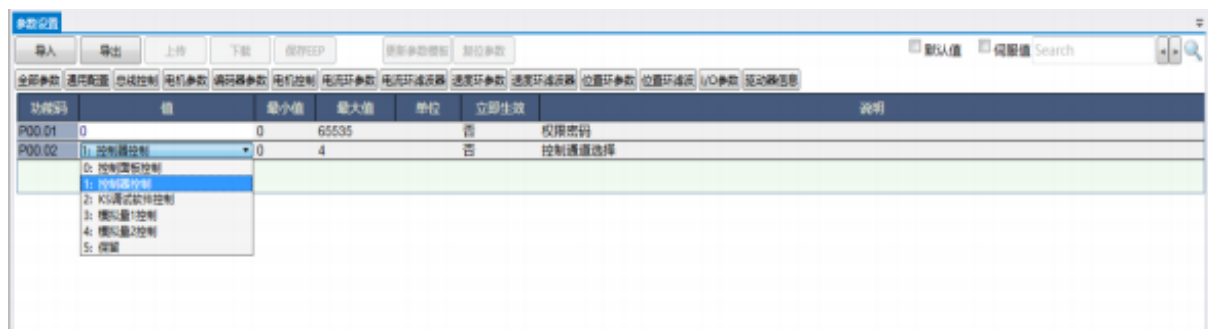 参数设置
导入 导出 上传 下载 保存EEP 更新参数模板 复位参数 默认值 伺服值 Search
全部参数 通用配置 总线控制 电机参数 编码器参数 电机控制 电流环参数 电流环滤波器 速度环参数 速度环滤波器 位置环参数 位置环滤波 I/O参数 驱动器信息
功能码 值 最小值 最大值 单位 立即生效 说明
P00.01 0 0 65535 否 权限密码
P00.02 1: 控制器控制 0 4 否 控制通道选择
0: 控制面板控制
1: 控制器控制
2: KS调试软件控制
3: 模拟量1控制
4: 模拟量2控制
5: 保留